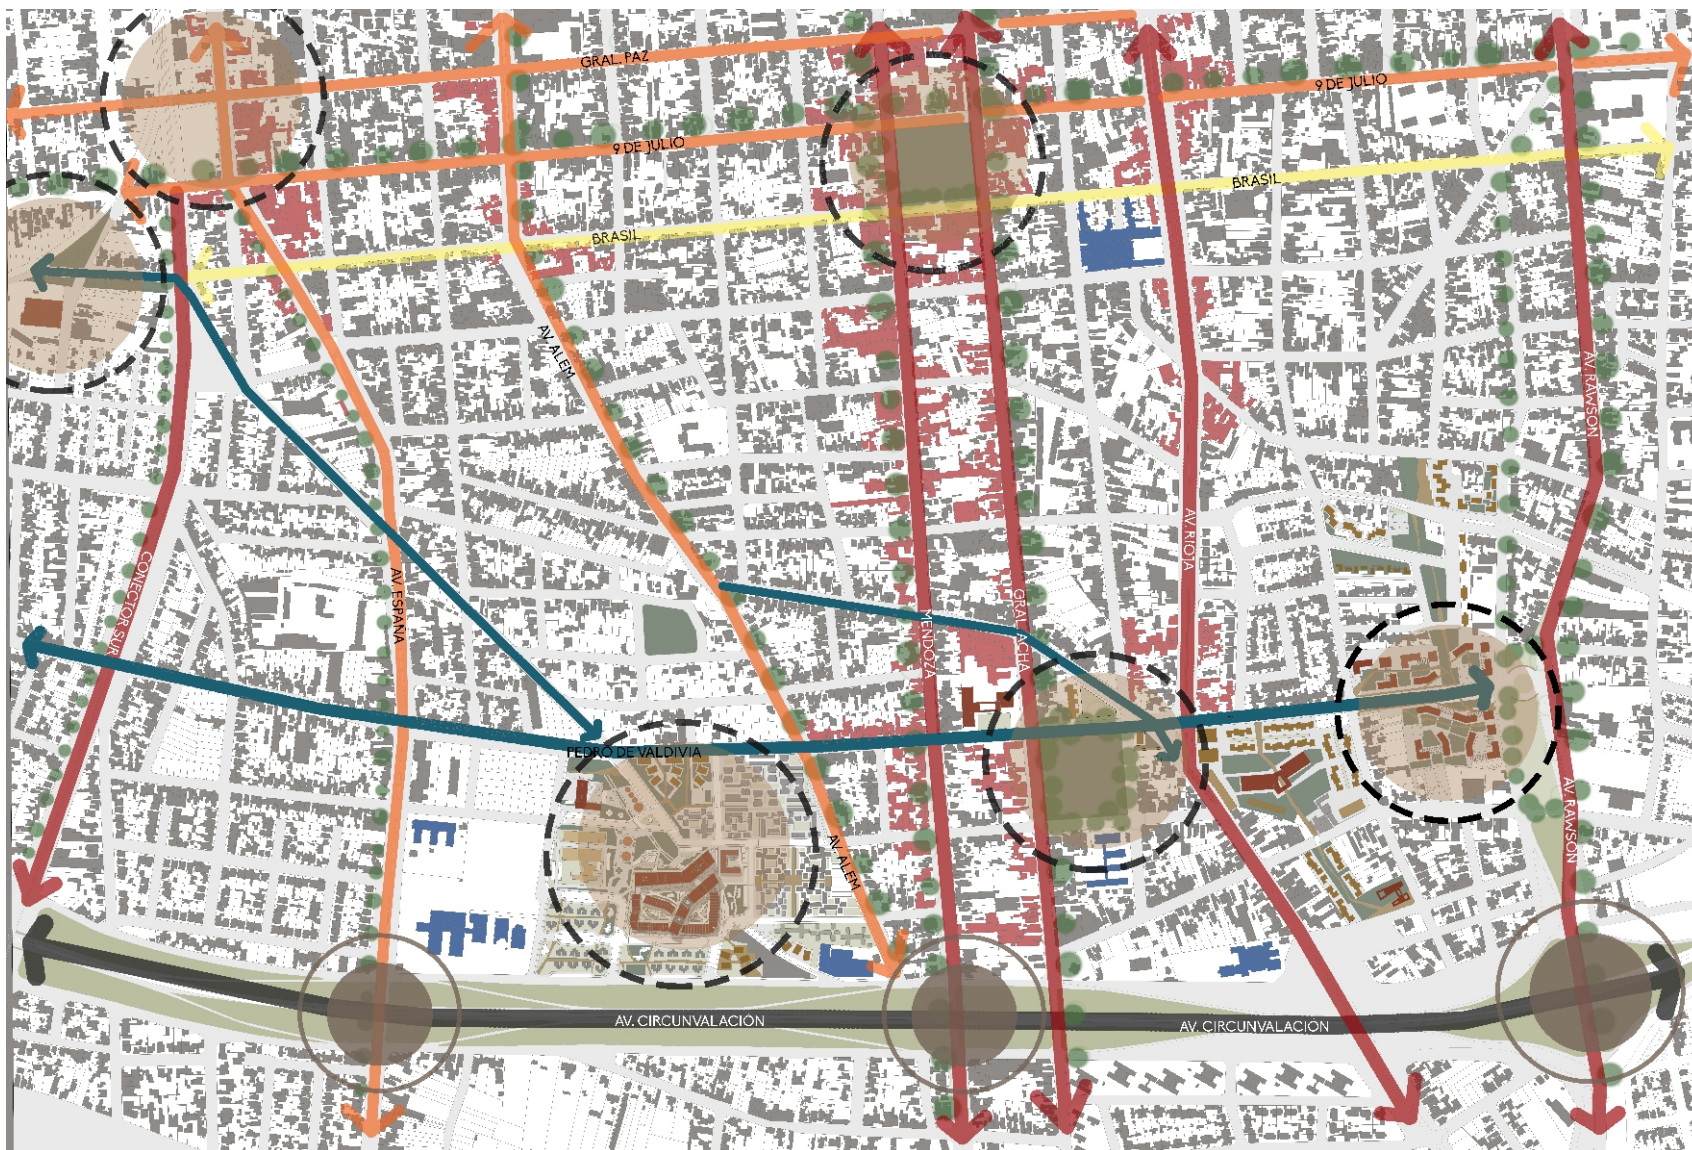 GRAL. PAZ
9 DE JULIO
9 DE JULIO
BRASIL
BRASIL
AV. ALEM
AV. RAWSON
AV. RIOJA
CONECTOR SUR
AV. ESPAÑA
MENDOZA
GRAL. ACHA
PEDRO DE VALDIVIA
AV. ALEM
AV. RAWSON
AV. CIRCUNVALACIÓN
AV. CIRCUNVALACIÓN